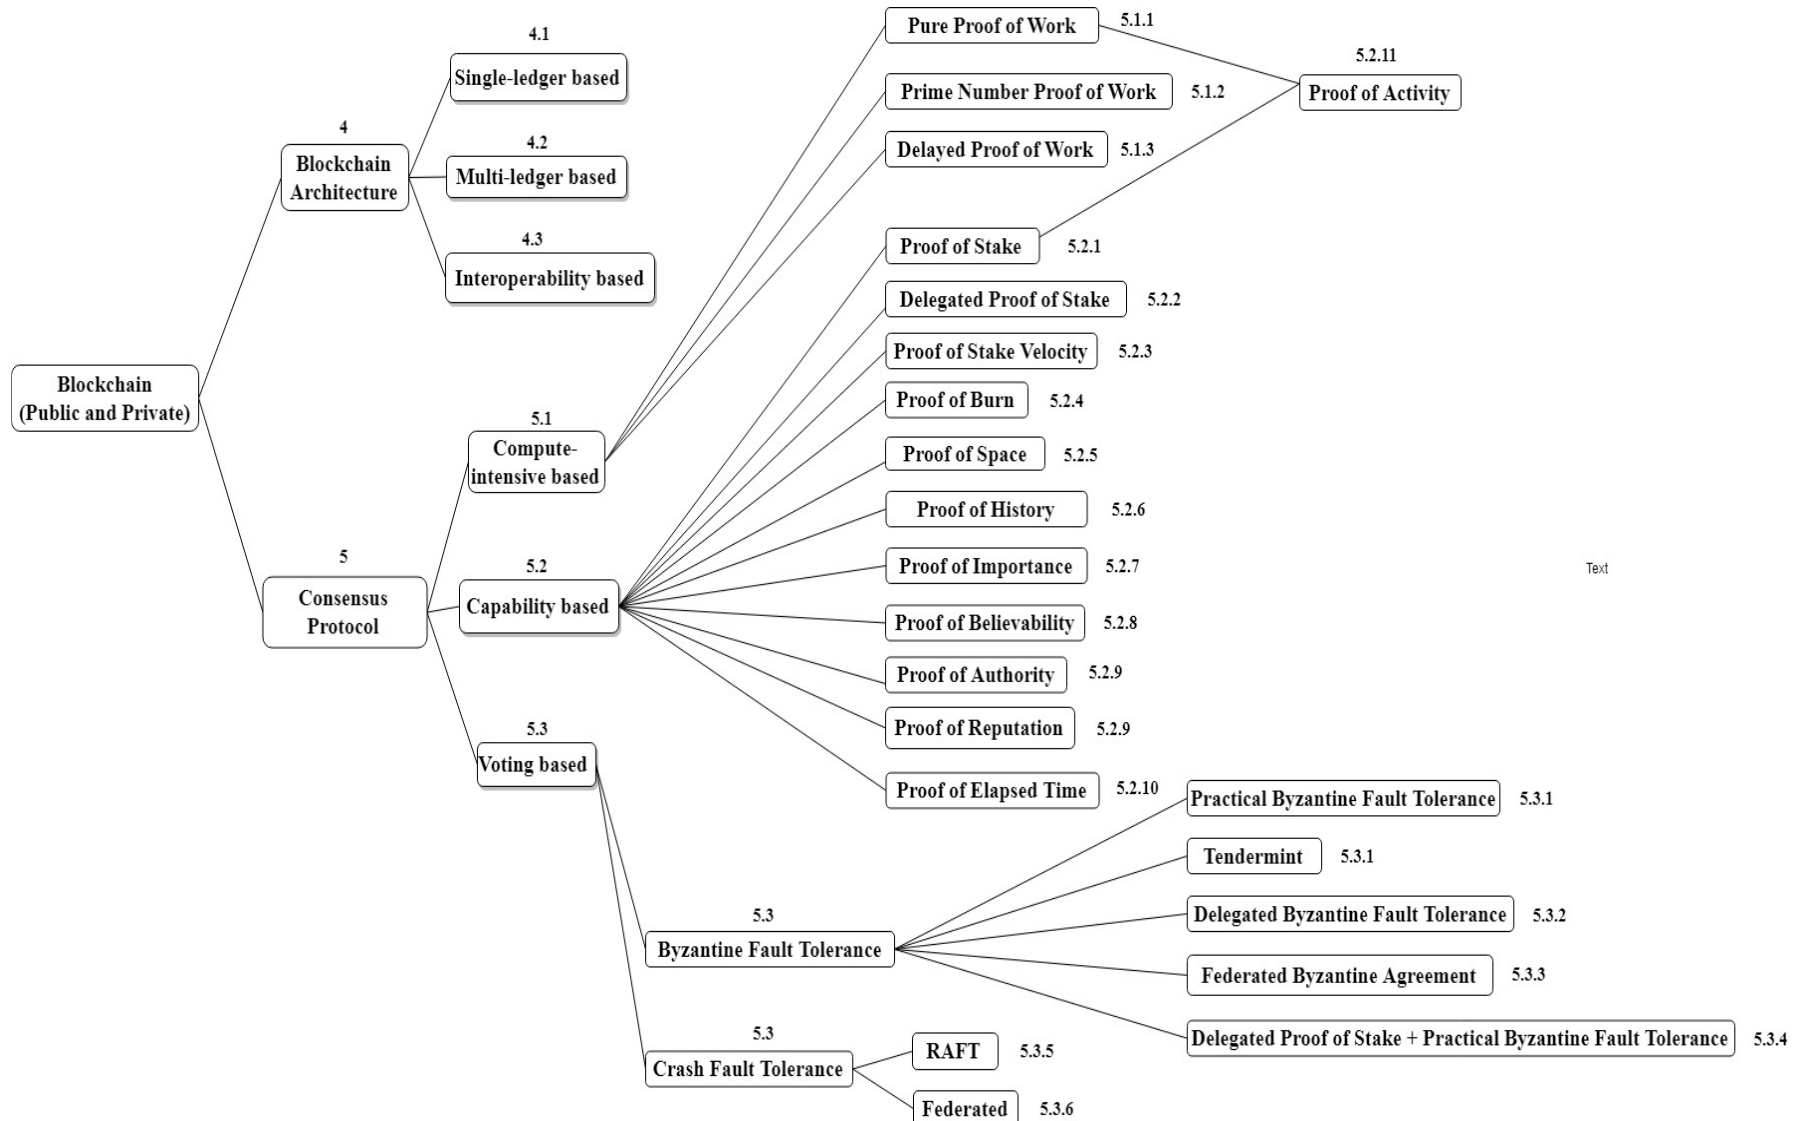 Blockchain
(Public and Private)
4
Blockchain
Architecture
4.1
Single-ledger based
4.2
Multi-ledger based
4.3
Interoperability based
5
Consensus
Protocol
5.1
Compute-
intensive based
Pure Proof of Work
5.1.1
Prime Number Proof of Work
5.1.2
Delayed Proof of Work
5.1.3
5.2.11
Proof of Activity
5.2
Capability based
Proof of Stake
5.2.1
Delegated Proof of Stake
5.2.2
Proof of Stake Velocity
5.2.3
Proof of Burn
5.2.4
Proof of Space
5.2.5
Proof of History
5.2.6
Proof of Importance
5.2.7
Proof of Believability
5.2.8
Proof of Authority
5.2.9
Proof of Reputation
5.2.9
Proof of Elapsed Time
5.2.10
Text
5.3
Voting based
5.3
Byzantine Fault Tolerance
Practical Byzantine Fault Tolerance
5.3.1
Tendermint
5.3.1
Delegated Byzantine Fault Tolerance
5.3.2
Federated Byzantine Agreement
5.3.3
Delegated Proof of Stake + Practical Byzantine Fault Tolerance
5.3.4
5.3
Crash Fault Tolerance
RAFT
5.3.5
Federated
5.3.6